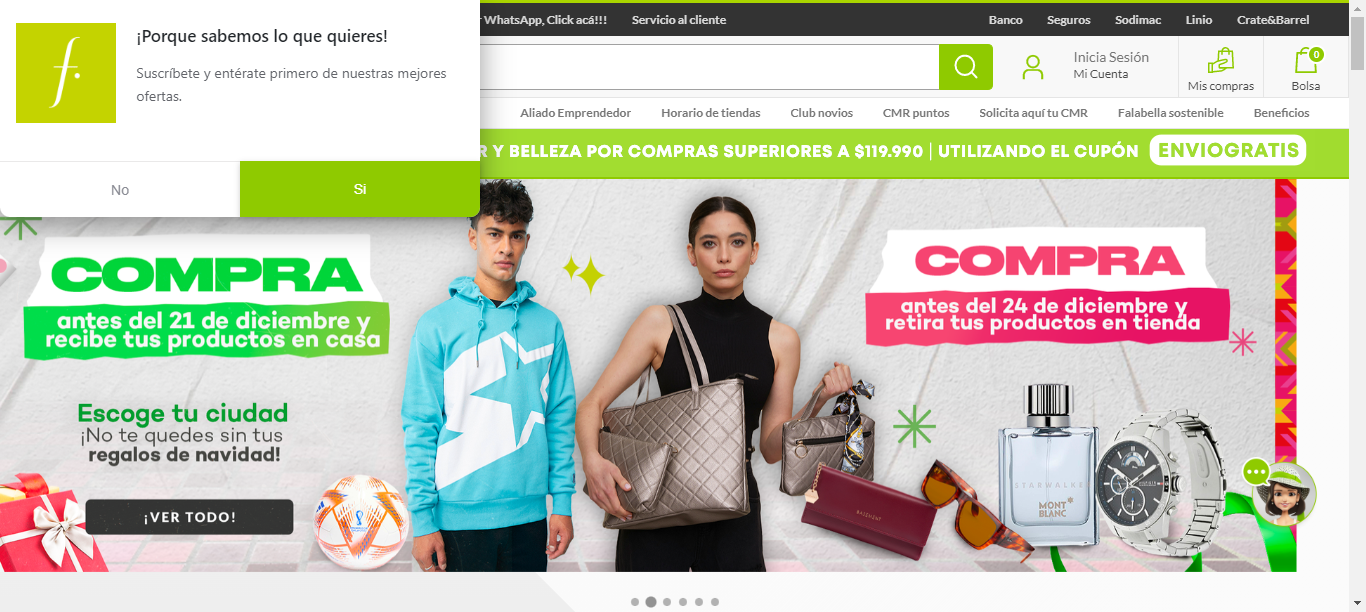 ¡Porque sabemos lo que quieres!
Suscríbete y entérate primero de nuestras mejores
ofertas.
No
Si
WhatsApp, Click acá!!!
Servicio al cliente
Banco
Seguros
Sodimac
Linio
Crate&Barrel
Inicia Sesión
Mi Cuenta
Mis compras
0
Bolsa
Aliado Emprendedor
Horario de tiendas
Club novios
CMR puntos
Solicita aquí tu CMR
Falabella sostenible
Beneficios
Y BELLEZA POR COMPRAS SUPERIORES A $119.990 | UTILIZANDO EL CUPÓN ENVIOGRATIS
COMPRA
antes del 21 de diciembre y
recibe tus productos en casa
Escoge tu ciudad
¡No te quedes sin tus
regalos de navidad!
¡VER TODO!
COMPRA
antes del 24 de diciembre y
retira tus productos en tienda
BASEMENT
STARWALKER
MONT
BLANC